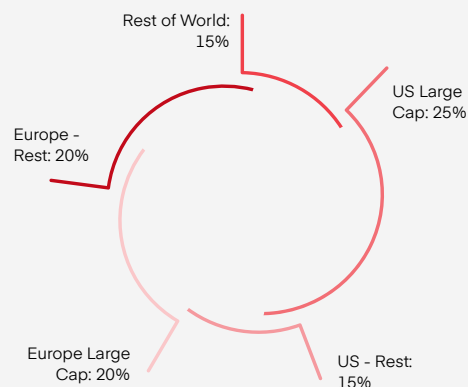 Rest of World:
15%
US Large
Cap: 25%
Europe -
Rest: 20%
Europe Large
Cap: 20%
US - Rest:
15%